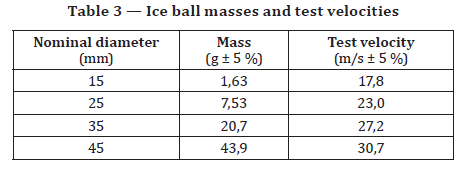 Table 3 — Ice ball masses and test velocities
Nominal diameter (mm) Mass (g ± 5 %) Test velocity (m/s ± 5 %)
15 1,63 17,8
25 7,53 23,0
35 20,7 27,2
45 43,9 30,7